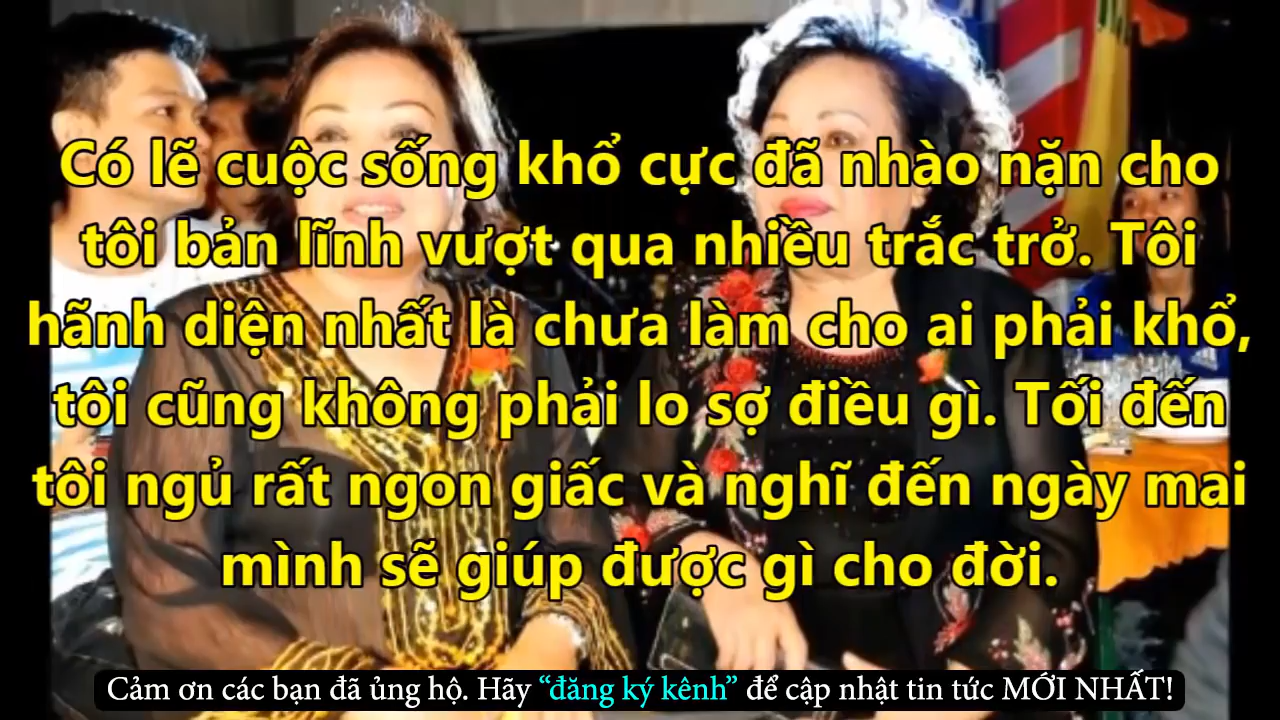 Có lẽ cuộc sống khổ cực đã nhào nặn cho
tôi bản lĩnh vượt qua nhiều trắc trở. Tôi
hãnh diện nhất là chưa làm cho ai phải khổ,
tôi cũng không phải lo sợ điều gì. Tối đến
tôi ngủ rất ngon giấc và nghĩ đến ngày mai
mình sẽ giúp được gì cho đời.
Cảm ơn các bạn đã ủng hộ. Hãy “đăng ký kênh” để cập nhật tin tức MỚI NHẤT!